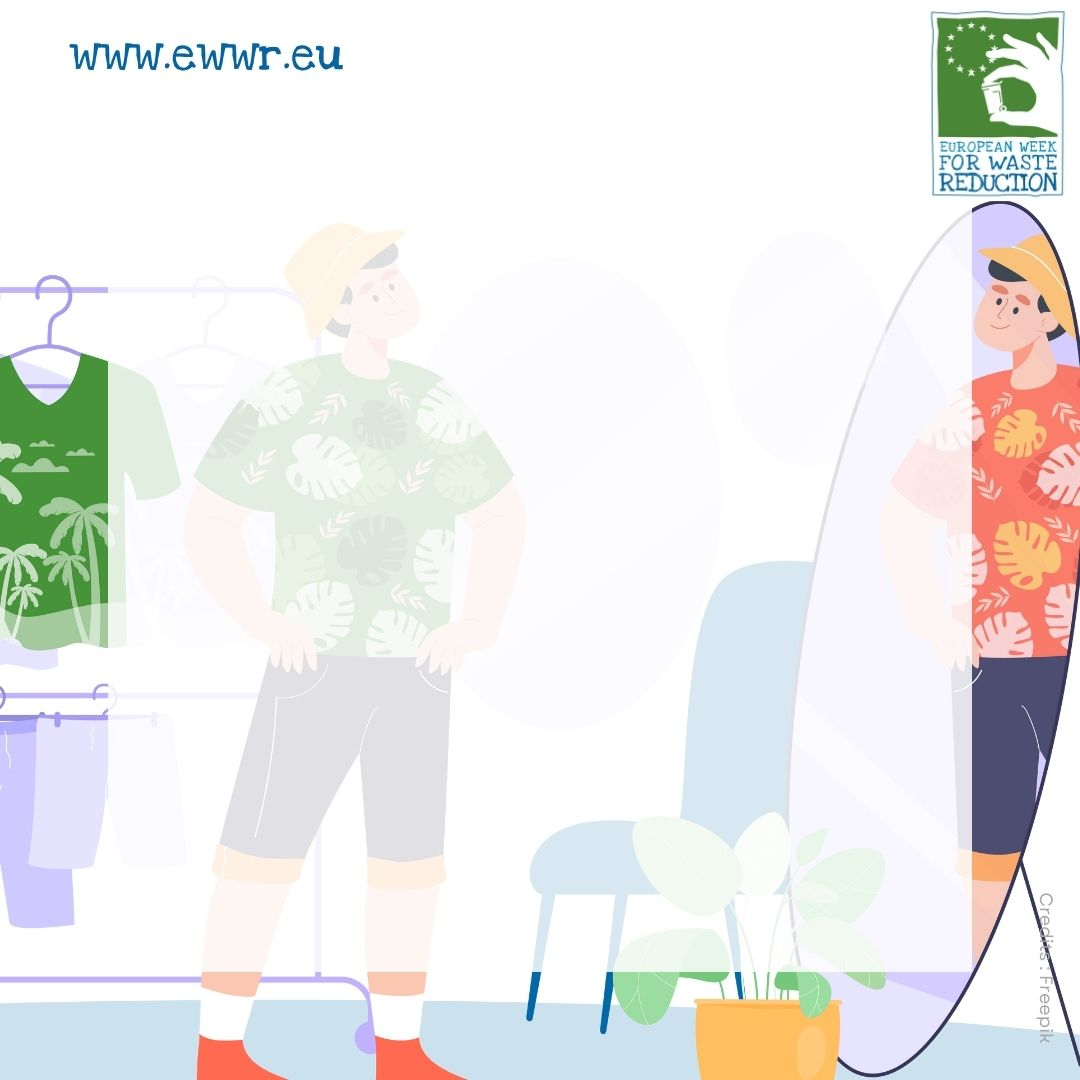 www.ewwr.eu
EUROPEAN WEEK
FOR WASTE
REDUCTION
Credits : Freepik